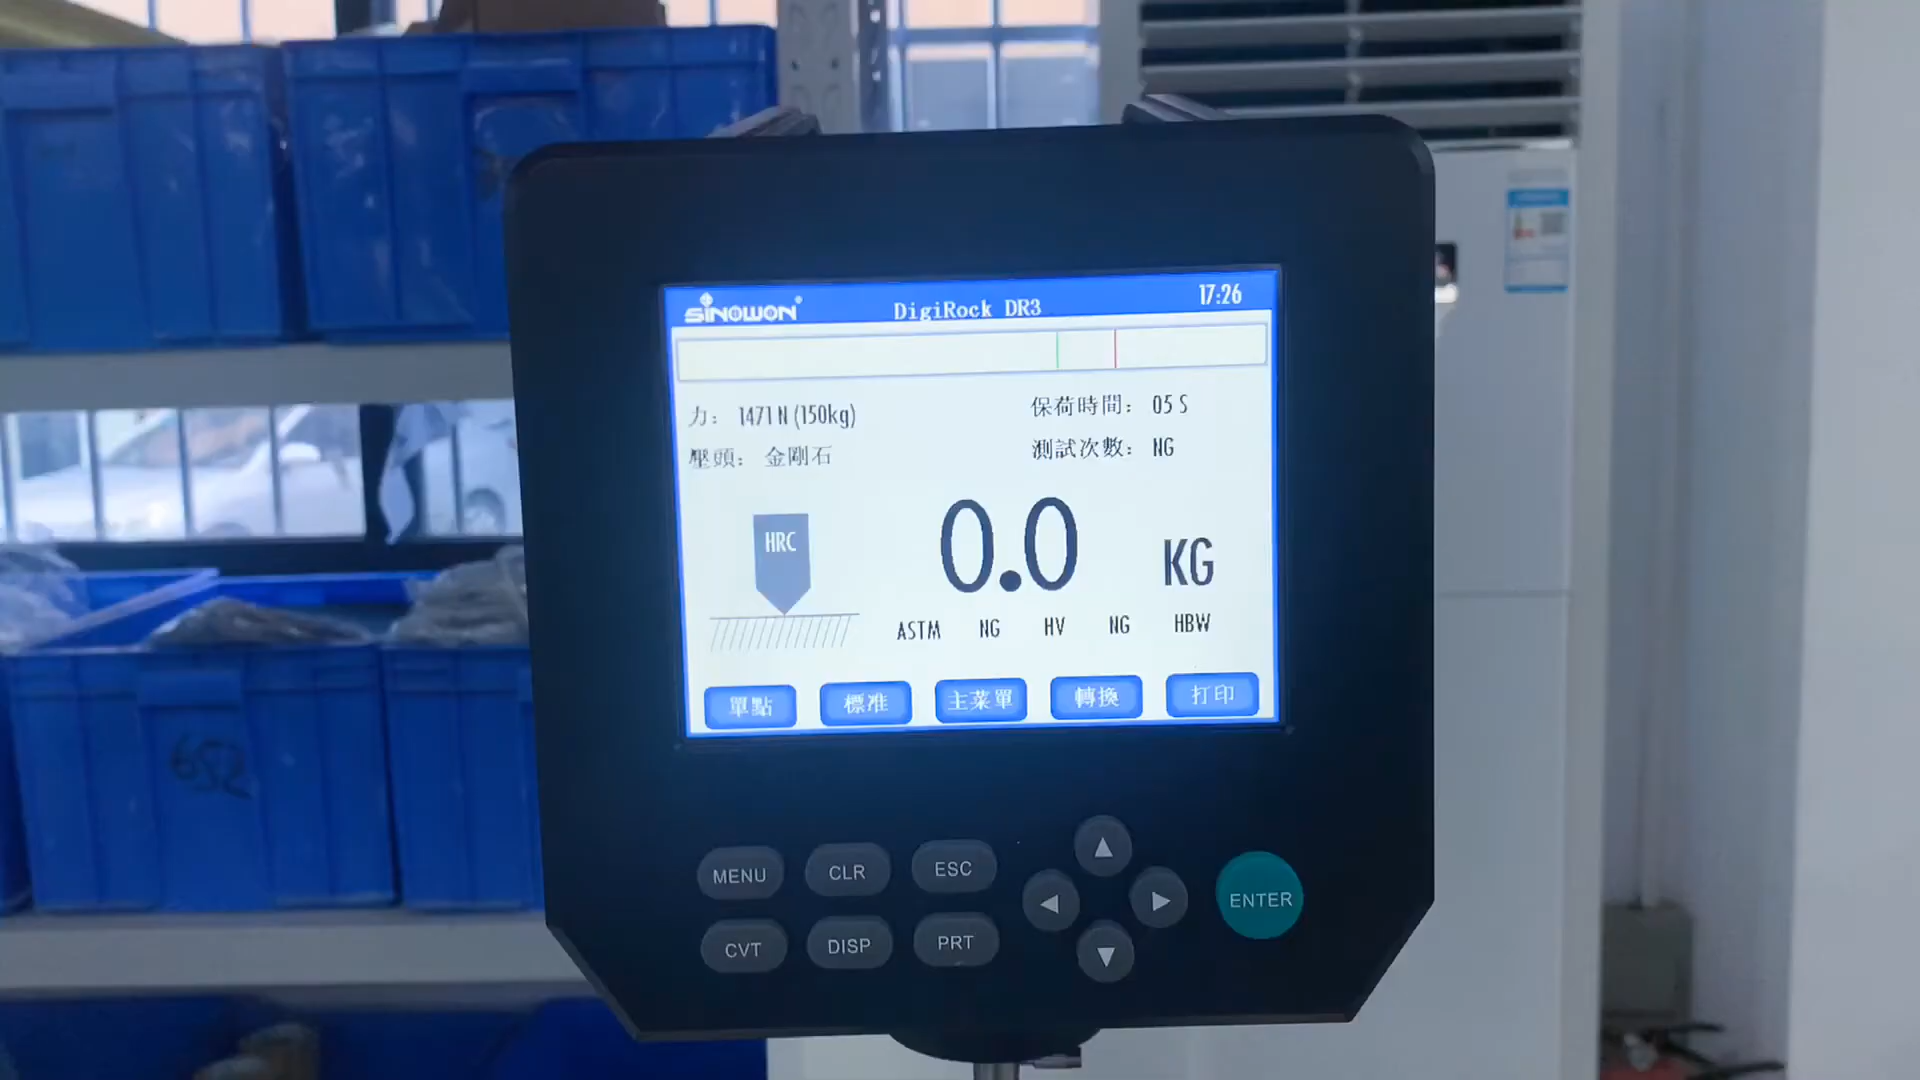 SINOWON
DigiRock DR3
17:26
力: 1471 N (150kg)
保荷時間: 05 S
壓頭: 金剛石
測試次數: NG
HRC
0.0 KG
ASTM NG HV NG HBW
單點 標准 主菜單 轉換 打印
MENU CLR ESC
CVT DISP PRT
ENTER
652